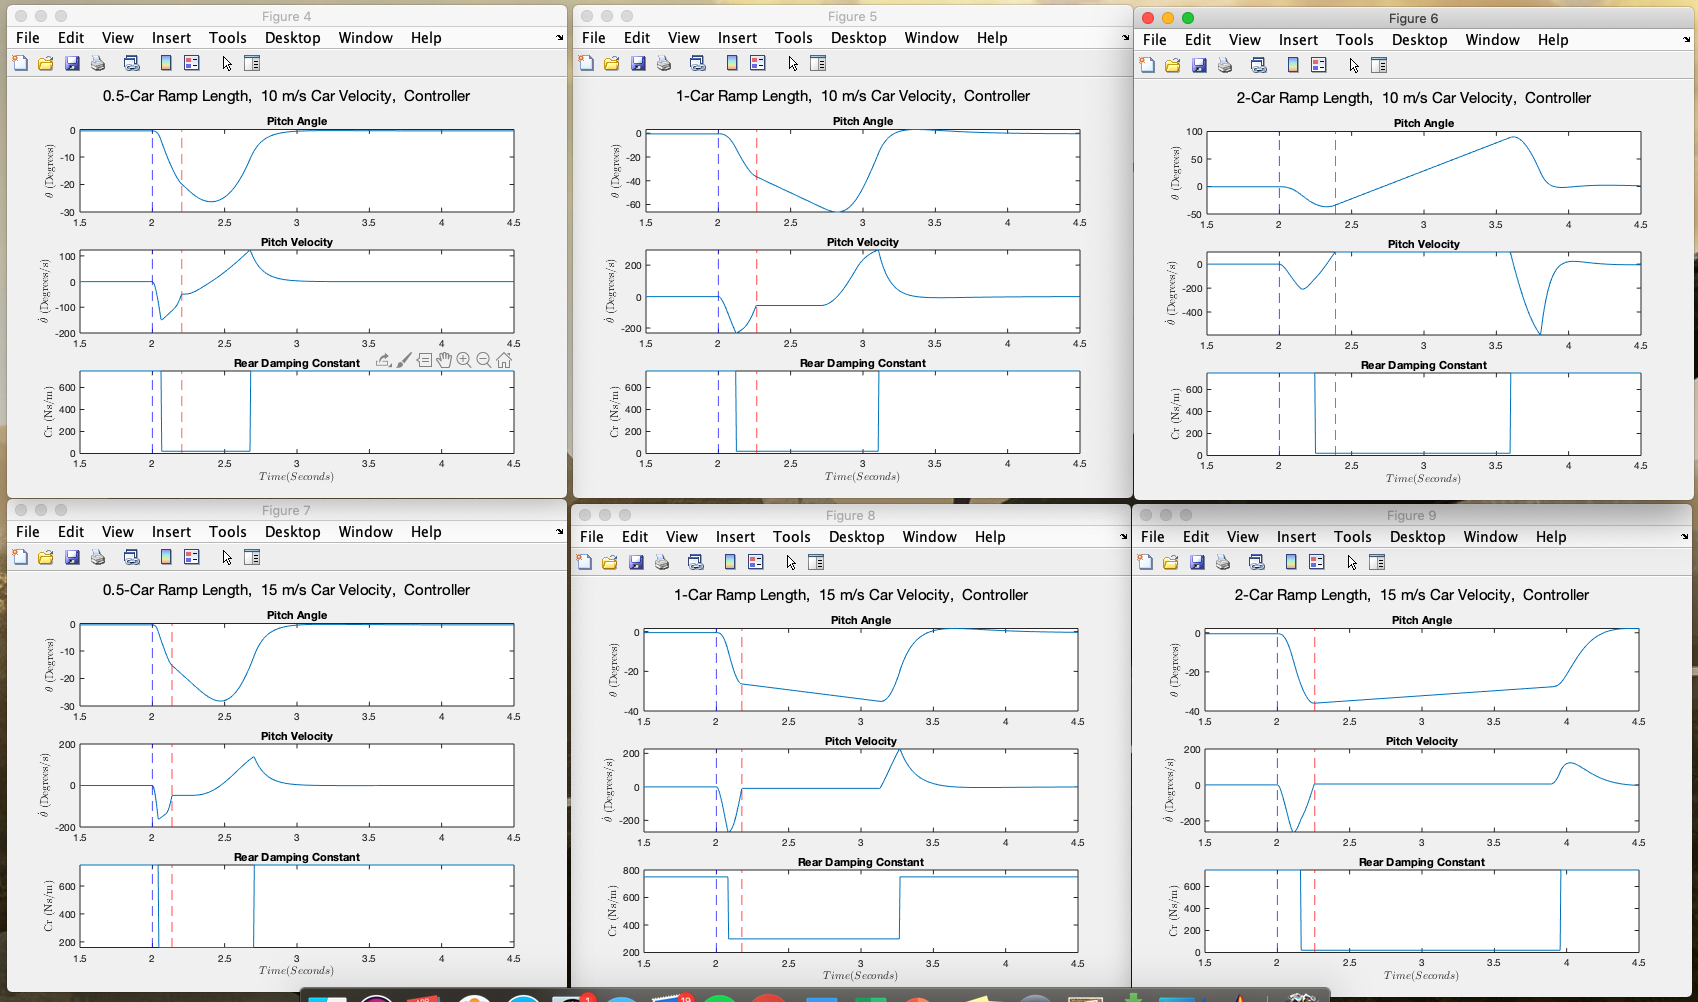 Figure 4
File Edit View Insert Tools Desktop Window Help
0.5-Car Ramp Length, 10 m/s Car Velocity, Controller
Pitch Angle
θ (Degrees)
0
-10
-20
-30
1.5 2 2.5 3 3.5 4 4.5
Pitch Velocity
θ̇ (Degrees/s)
100
0
-100
-200
1.5 2 2.5 3 3.5 4 4.5
Rear Damping Constant
Cr (Ns/m)
600
400
200
0
1.5 2 2.5 3 3.5 4 4.5
Time(Seconds)
Figure 5
File Edit View Insert Tools Desktop Window Help
1-Car Ramp Length, 10 m/s Car Velocity, Controller
Pitch Angle
θ (Degrees)
0
-20
-40
-60
1.5 2 2.5 3 3.5 4 4.5
Pitch Velocity
θ̇ (Degrees/s)
200
0
-200
1.5 2 2.5 3 3.5 4 4.5
Rear Damping Constant
Cr (Ns/m)
600
400
200
0
1.5 2 2.5 3 3.5 4 4.5
Time(Seconds)
Figure 6
File Edit View Insert Tools Desktop Window Help
2-Car Ramp Length, 10 m/s Car Velocity, Controller
Pitch Angle
θ (Degrees)
100
50
0
-50
1.5 2 2.5 3 3.5 4 4.5
Pitch Velocity
θ̇ (Degrees/s)
0
-200
-400
1.5 2 2.5 3 3.5 4 4.5
Rear Damping Constant
Cr (Ns/m)
600
400
200
0
1.5 2 2.5 3 3.5 4 4.5
Time(Seconds)
Figure 7
File Edit View Insert Tools Desktop Window Help
0.5-Car Ramp Length, 15 m/s Car Velocity, Controller
Pitch Angle
θ (Degrees)
0
-10
-20
-30
1.5 2 2.5 3 3.5 4 4.5
Pitch Velocity
θ̇ (Degrees/s)
200
0
-200
1.5 2 2.5 3 3.5 4 4.5
Rear Damping Constant
Cr (Ns/m)
600
400
200
1.5 2 2.5 3 3.5 4 4.5
Time(Seconds)
Figure 8
File Edit View Insert Tools Desktop Window Help
1-Car Ramp Length, 15 m/s Car Velocity, Controller
Pitch Angle
θ (Degrees)
0
-20
-40
1.5 2 2.5 3 3.5 4 4.5
Pitch Velocity
θ̇ (Degrees/s)
200
0
-200
1.5 2 2.5 3 3.5 4 4.5
Rear Damping Constant
Cr (Ns/m)
800
600
400
200
1.5 2 2.5 3 3.5 4 4.5
Time(Seconds)
Figure 9
File Edit View Insert Tools Desktop Window Help
2-Car Ramp Length, 15 m/s Car Velocity, Controller
Pitch Angle
θ (Degrees)
0
-20
-40
1.5 2 2.5 3 3.5 4 4.5
Pitch Velocity
θ̇ (Degrees/s)
200
0
-200
1.5 2 2.5 3 3.5 4 4.5
Rear Damping Constant
Cr (Ns/m)
600
400
200
0
1.5 2 2.5 3 3.5 4 4.5
Time(Seconds)
1
19